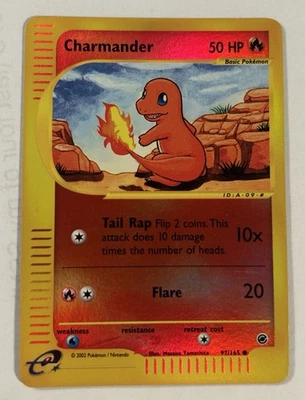 Charmander 50 HP
Basic Pokémon
ID:A-09-#
Tail Rap Flip 2 coins. This
attack does 10 damage 10x
times the number of heads.
Flare 20
weakness resistance retreat cost
© 2002 Pokémon / Nintendo Illus. Masako Yamashita 97/165